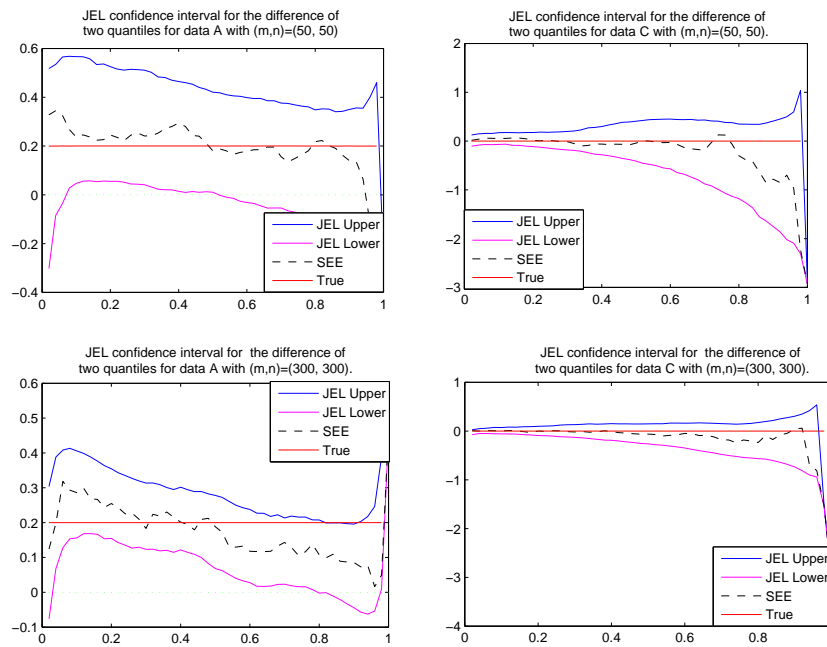 JEL confidence interval for the difference of
two quantiles for data A with (m,n)=(50, 50)
0.6
0.4
0.2
0
−0.2
−0.4
0
0.2
0.4
0.6
0.8
1
JEL Upper
JEL Lower
SEE
True
JEL confidence interval for the difference of
two quantiles for data C with (m,n)=(50, 50).
2
1
0
−1
−2
−3
0
0.2
0.4
0.6
0.8
1
JEL Upper
JEL Lower
SEE
True
JEL confidence interval for the difference of
two quantiles for data A with (m,n)=(300, 300).
0.6
0.5
0.4
0.3
0.2
0.1
0
−0.1
0
0.2
0.4
0.6
0.8
1
JEL Upper
JEL Lower
SEE
True
JEL confidence interval for the difference of
two quantiles for data C with (m,n)=(300, 300).
1
0
−1
−2
−3
−4
0
0.2
0.4
0.6
0.8
JEL Upper
JEL Lower
SEE
True